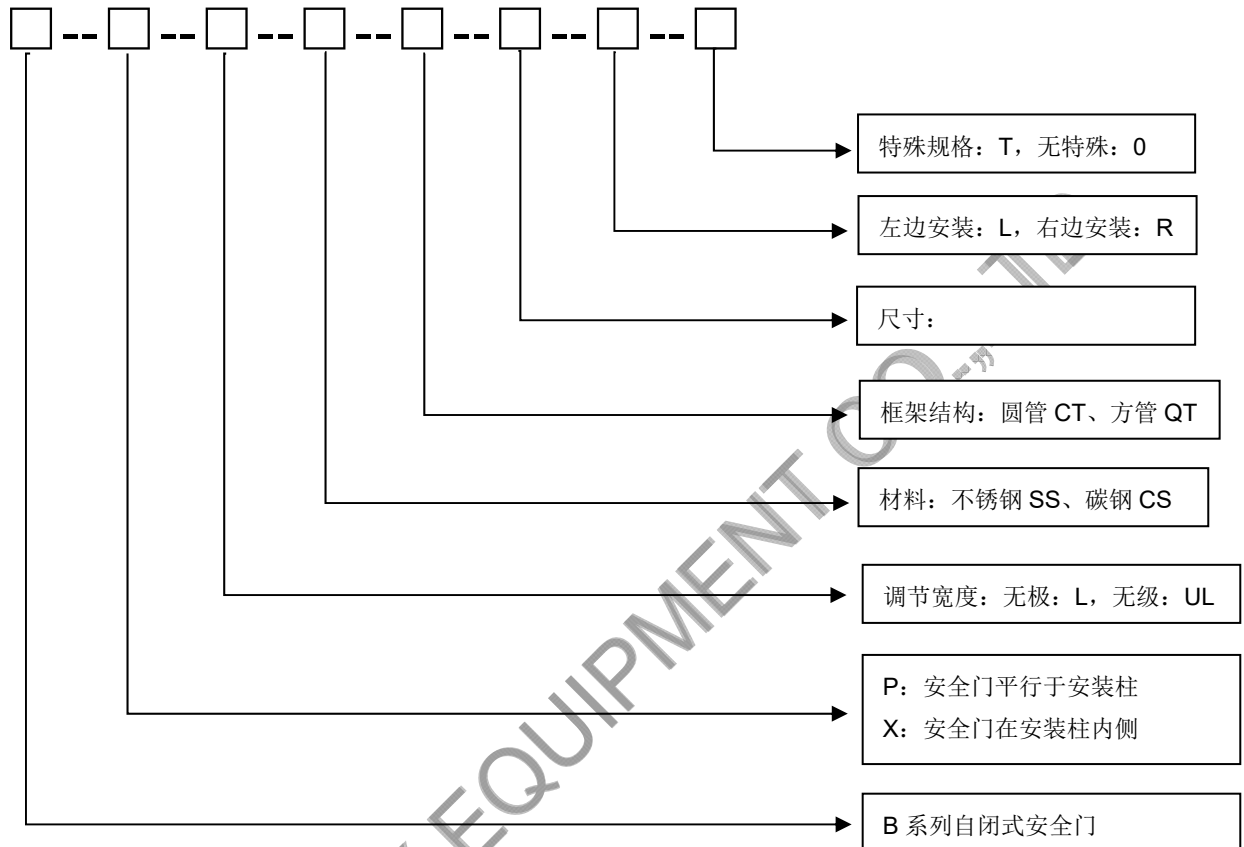 特殊规格：T，无特殊：0
左边安装：L，右边安装：R
尺寸：
框架结构：圆管 CT、方管 QT
材料：不锈钢 SS、碳钢 CS
调节宽度：无极：L，无级：UL
P：安全门平行于安装柱
X：安全门在安装柱内侧
B 系列自闭式安全门
EQUIPMENT CO.,